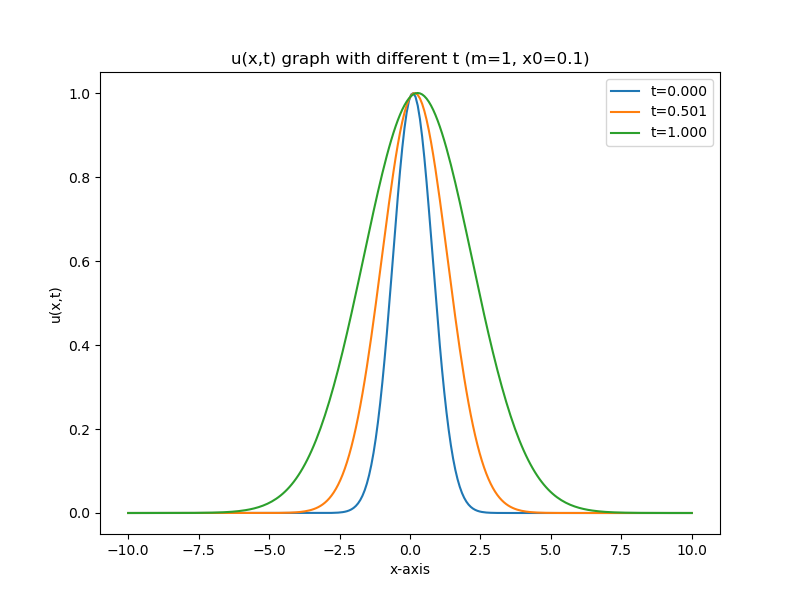 u(x,t) graph with different t (m=1, x0=0.1)
t=0.000
t=0.501
t=1.000
1.0
0.8
0.6
0.4
0.2
0.0
u(x,t)
−10.0 −7.5 −5.0 −2.5 0.0 2.5 5.0 7.5 10.0
x-axis